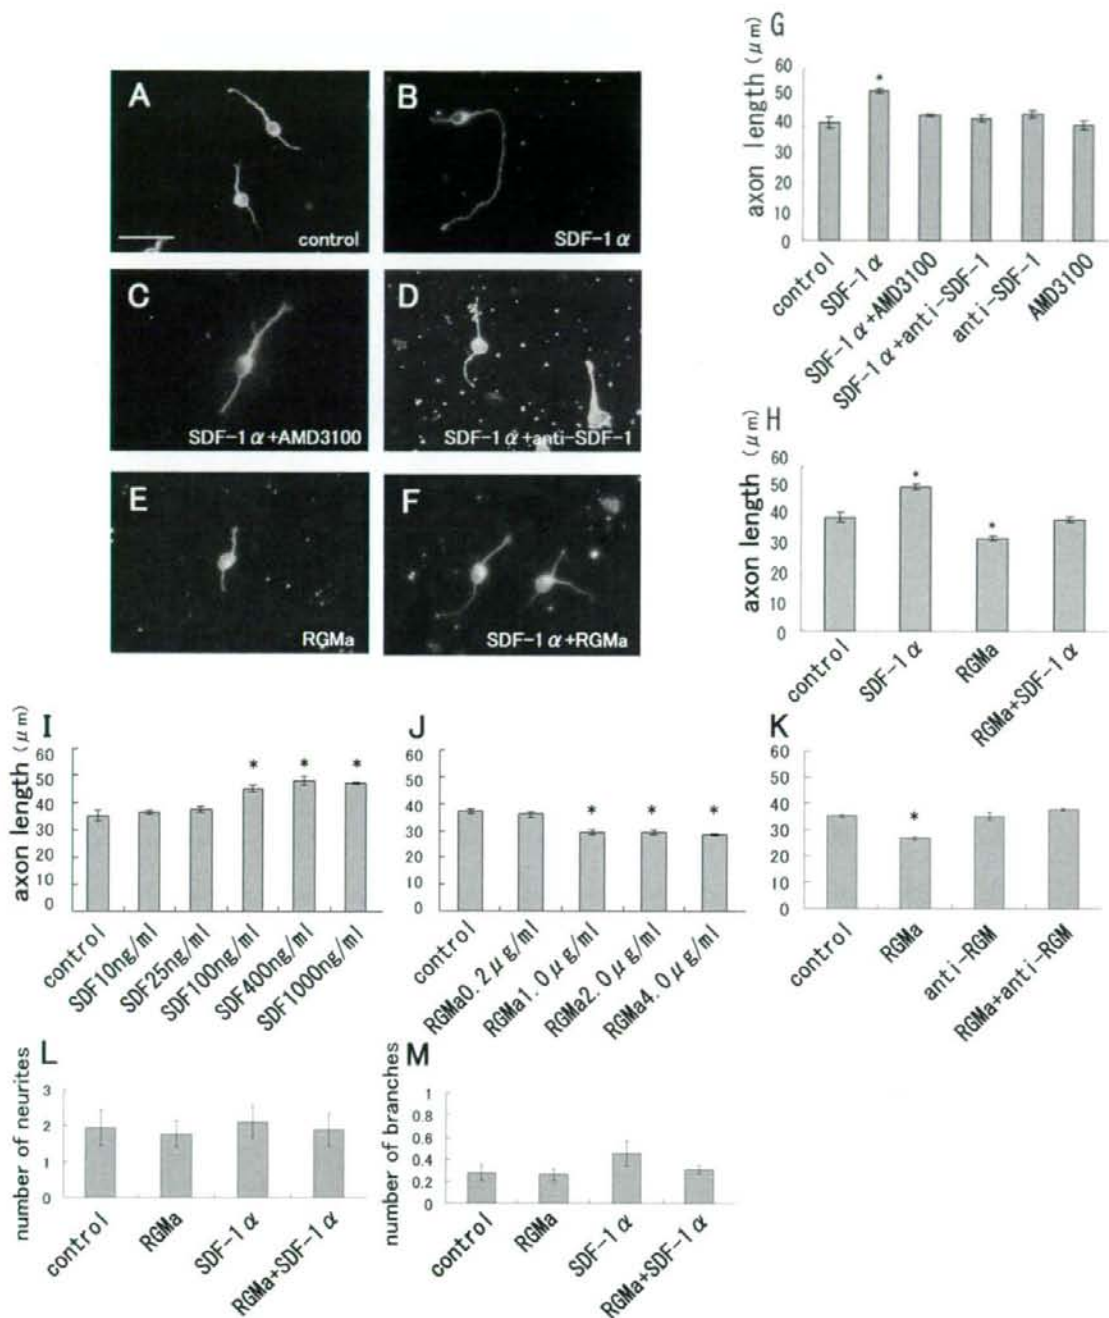 A
control
B
SDF-1α
C
SDF-1α+AMD3100
D
SDF-1α+anti-SDF-1
E
RGMa
F
SDF-1α+RGMa
G
axon length (μm)
60
50
40
30
20
10
0
control
SDF-1α
SDF-1α+AMD3100
SDF-1α+anti-SDF-1
anti-SDF-1
AMD3100
*
H
axon length (μm)
60
50
40
30
20
10
0
control
SDF-1α
RGMa
RGMa+SDF-1α
*
*
I
axon length (μm)
60
50
40
30
20
10
0
control
SDF10ng/ml
SDF25ng/ml
SDF100ng/ml
SDF400ng/ml
SDF1000ng/ml
*
*
*
J
60
50
40
30
20
10
0
control
RGMa0.2μg/ml
RGMa1.0μg/ml
RGMa2.0μg/ml
RGMa4.0μg/ml
*
*
*
K
60
50
40
30
20
10
0
control
RGMa
anti-RGM
RGMa+anti-RGM
*
L
number of neurites
3
2
1
0
control
RGMa
SDF-1α
RGMa+SDF-1α
M
number of branches
1
0.8
0.6
0.4
0.2
0
control
RGMa
SDF-1α
RGMa+SDF-1α